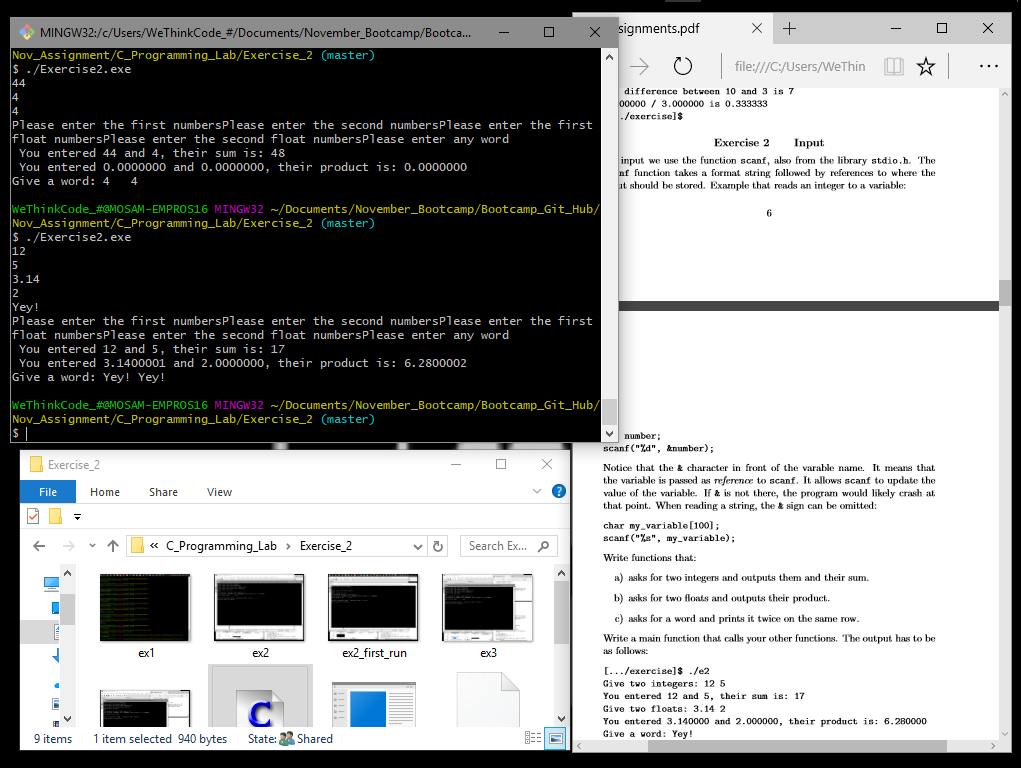 MINGW32:/c/Users/WeThinkCode_#/Documents/November_Bootcamp/Bootca...
Nov_Assignment/C_Programming_Lab/Exercise_2 (master)
$ ./Exercise2.exe
44
4
4
Please enter the first numbersPlease enter the second numbersPlease enter the first
float numbersPlease enter the second float numbersPlease enter any word
You entered 44 and 4, their sum is: 48
You entered 0.0000000 and 0.0000000, their product is: 0.0000000
Give a word: 4 4
WeThinkCode_#@MOSAM-EMPROS16 MINGW32 ~/Documents/November_Bootcamp/Bootcamp_Git_Hub/
Nov_Assignment/C_Programming_Lab/Exercise_2 (master)
$ ./Exercise2.exe
12
5
3.14
2
Yey!
Please enter the first numbersPlease enter the second numbersPlease enter the first
float numbersPlease enter the second float numbersPlease enter any word
You entered 12 and 5, their sum is: 17
You entered 3.1400001 and 2.0000000, their product is: 6.2800002
Give a word: Yey! Yey!
WeThinkCode_#@MOSAM-EMPROS16 MINGW32 ~/Documents/November_Bootcamp/Bootcamp_Git_Hub/
Nov_Assignment/C_Programming_Lab/Exercise_2 (master)
$
signments.pdf
file:///C:/Users/WeThin
difference between 10 and 3 is 7
00000 / 3.000000 is 0.333333
./exercise]$
Exercise 2 Input
input we use the function scanf, also from the library stdio.h. The
nf function takes a format string followed by references to where the
ut should be stored. Example that reads an integer to a variable:
6
number;
scanf("%d", &number);
Notice that the & character in front of the varable name. It means that
the variable is passed as reference to scanf. It allows scanf to update the
value of the variable. If & is not there, the program would likely crash at
that point. When reading a string, the & sign can be omitted:
char my_variable[100];
scanf("%s", my_variable);
Write functions that:
a) asks for two integers and outputs them and their sum.
b) asks for two floats and outputs their product.
c) asks for a word and prints it twice on the same row.
Write a main function that calls your other functions. The output has to be
as follows:
[.../exercise]$ ./e2
Give two integers: 12 5
You entered 12 and 5, their sum is: 17
Give two floats: 3.14 2
You entered 3.140000 and 2.000000, their product is: 6.280000
Give a word: Yey!
Exercise_2
File Home Share View
« C_Programming_Lab › Exercise_2
Search Ex...
ex1 ex2 ex2_first_run ex3
C
9 items 1 item selected 940 bytes State: Shared